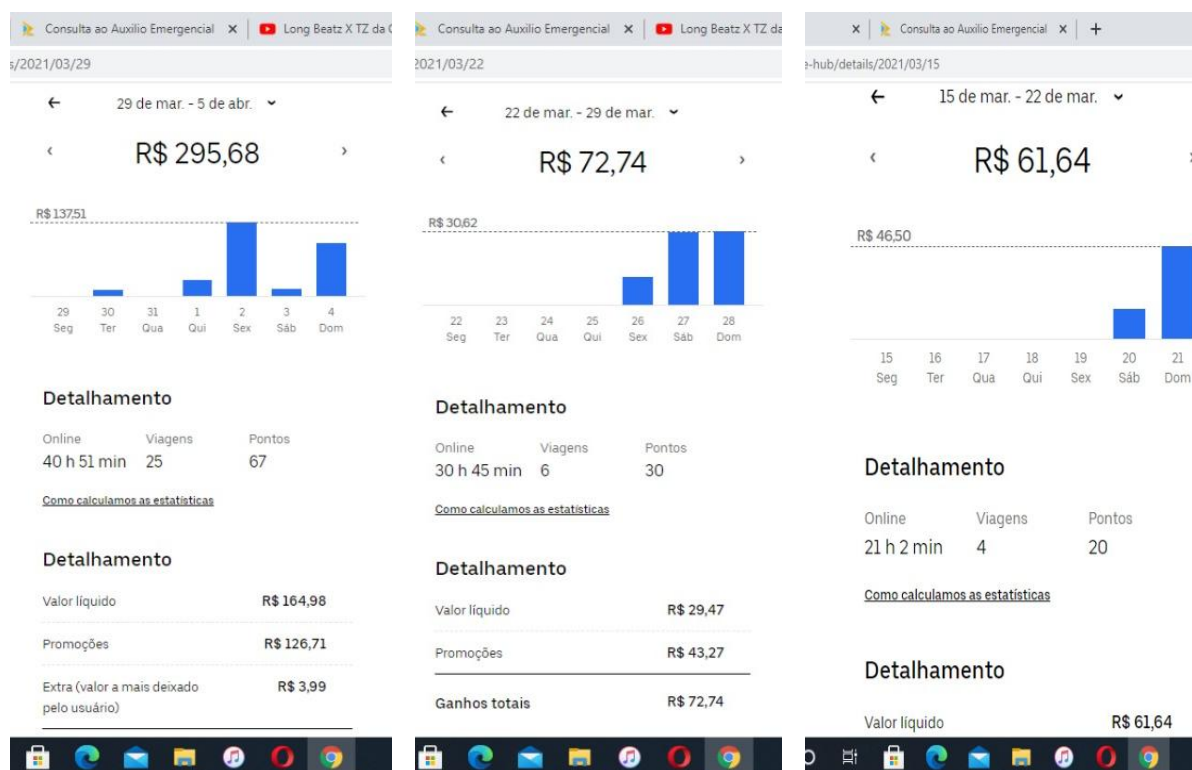 Consulta ao Auxilio Emergencial X Long Beatz X TZ da
s/2021/03/29
29 de mar. - 5 de abr.
R$ 295,68
R$ 137,51
29 30 31 1 2 3 4
Seg Ter Qua Qui Sex Sáb Dom
Detalhamento
Online Viagens Pontos
40 h 51 min 25 67
Como calculamos as estatísticas
Detalhamento
Valor líquido R$ 164,98
Promoções R$ 126,71
Extra (valor a mais deixado
pelo usuário) R$ 3,99
Consulta ao Auxilio Emergencial X Long Beatz X TZ da
2021/03/22
22 de mar. - 29 de mar.
R$ 72,74
R$ 30,62
22 23 24 25 26 27 28
Seg Ter Qua Qui Sex Sáb Dom
Detalhamento
Online Viagens Pontos
30 h 45 min 6 30
Como calculamos as estatísticas
Detalhamento
Valor líquido R$ 29,47
Promoções R$ 43,27
Ganhos totais R$ 72,74
X Consulta ao Auxilio Emergencial X +
e-hub/details/2021/03/15
15 de mar. - 22 de mar.
R$ 61,64
R$ 46,50
15 16 17 18 19 20 21
Seg Ter Qua Qui Sex Sáb Dom
Detalhamento
Online Viagens Pontos
21 h 2 min 4 20
Como calculamos as estatísticas
Detalhamento
Valor líquido R$ 61,64